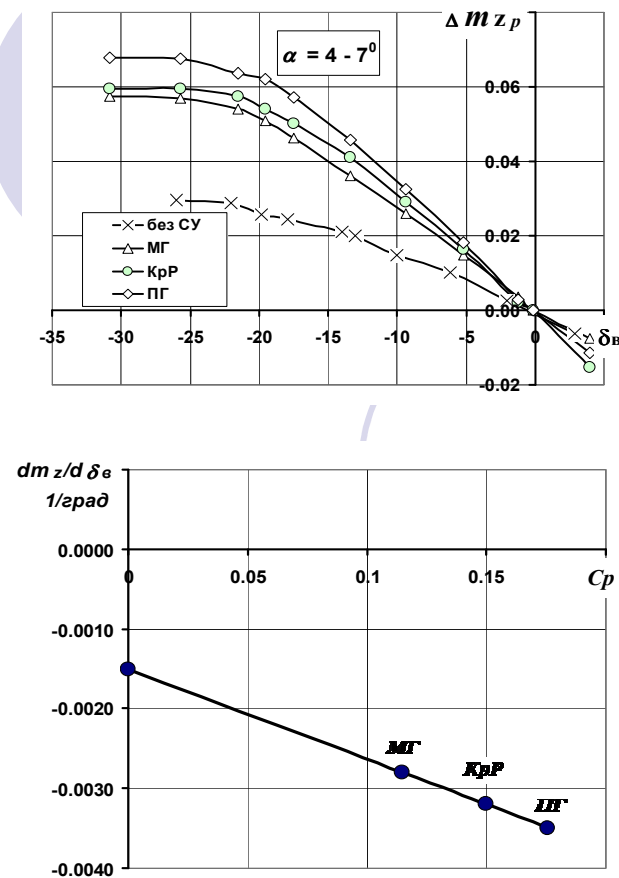 Δ m z p
α = 4 - 7⁰
0.06
0.04
0.02
0.00
-0.02
без СУ
МГ
КрР
ПГ
-35 -30 -25 -20 -15 -10 -5 0 δв
dm z/d δ в
1/град
0.0000
0 0.05 0.1 0.15 Cp
-0.0010
-0.0020
МГ
КрР
-0.0030
ПГ
-0.0040